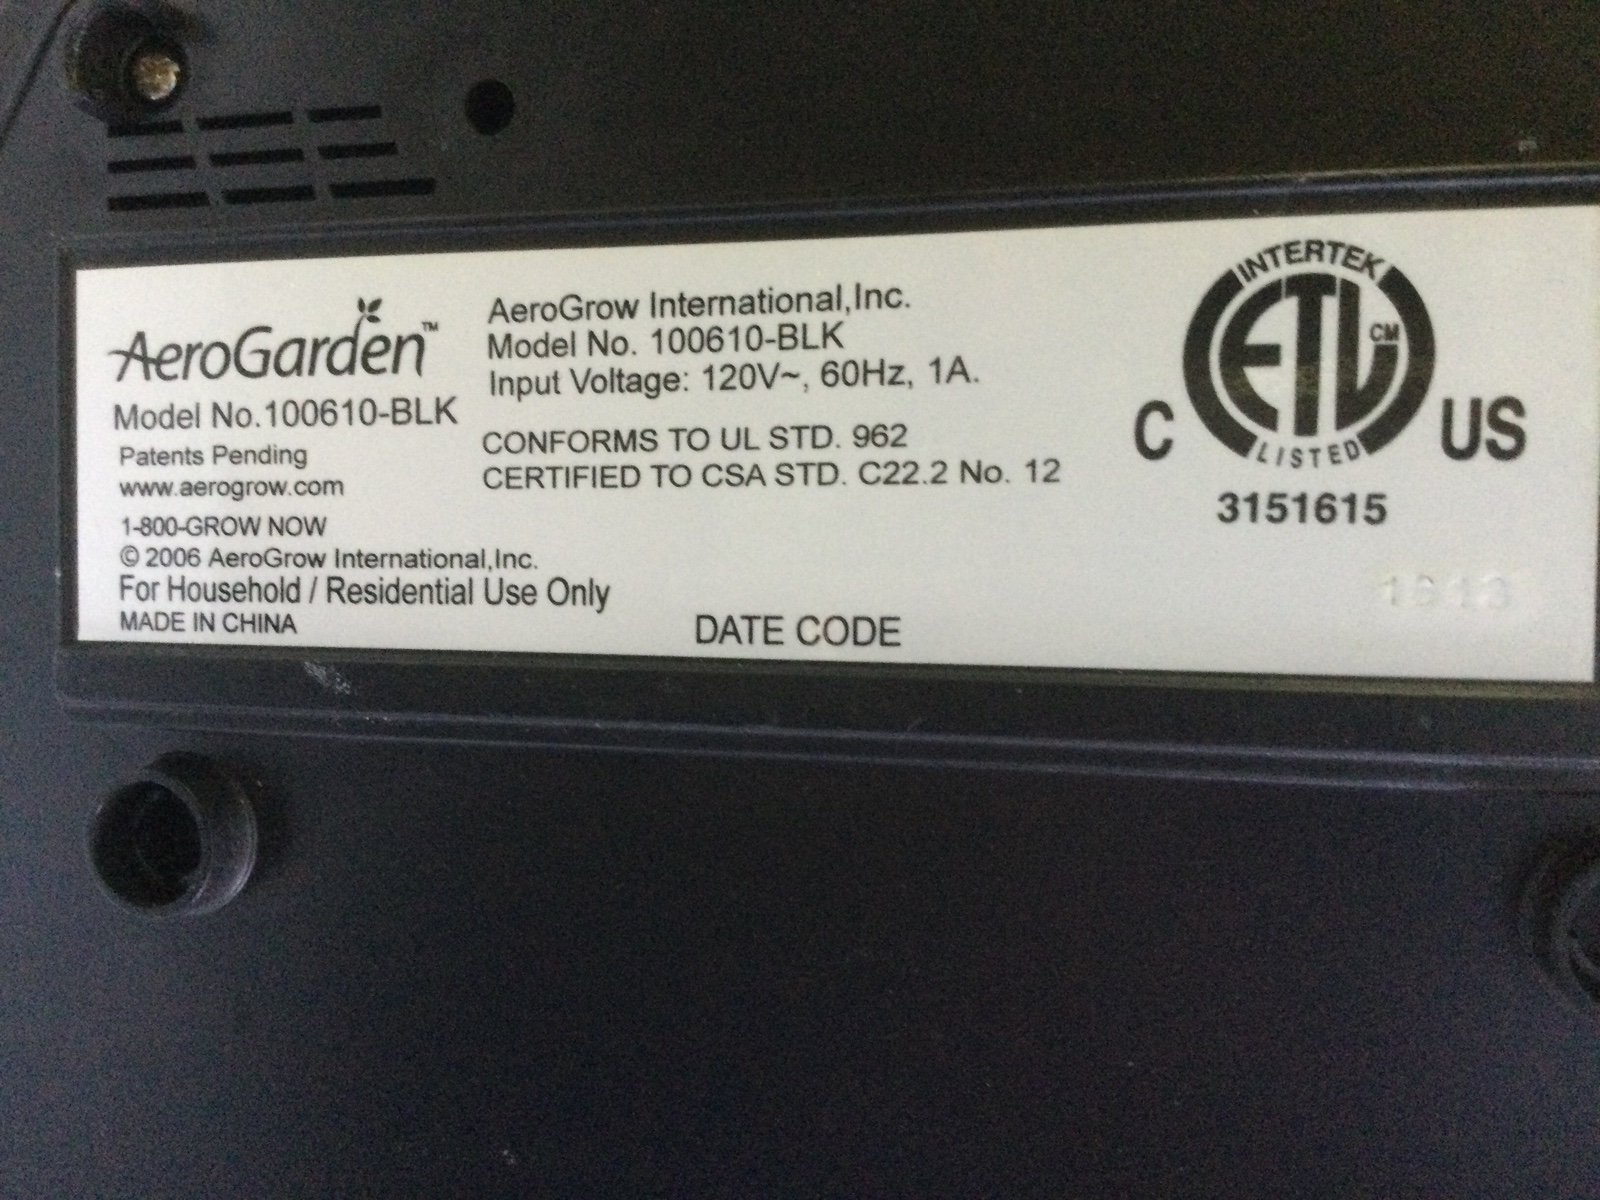 AeroGarden™
Model No.100610-BLK
Patents Pending
www.aerogrow.com
1-800-GROW NOW
© 2006 AeroGrow International,Inc.
For Household / Residential Use Only
MADE IN CHINA
AeroGrow International,Inc.
Model No. 100610-BLK
Input Voltage: 120V~, 60Hz, 1A.
CONFORMS TO UL STD. 962
CERTIFIED TO CSA STD. C22.2 No. 12
DATE CODE
INTERTEK
ETL CM
LISTED
C US
3151615